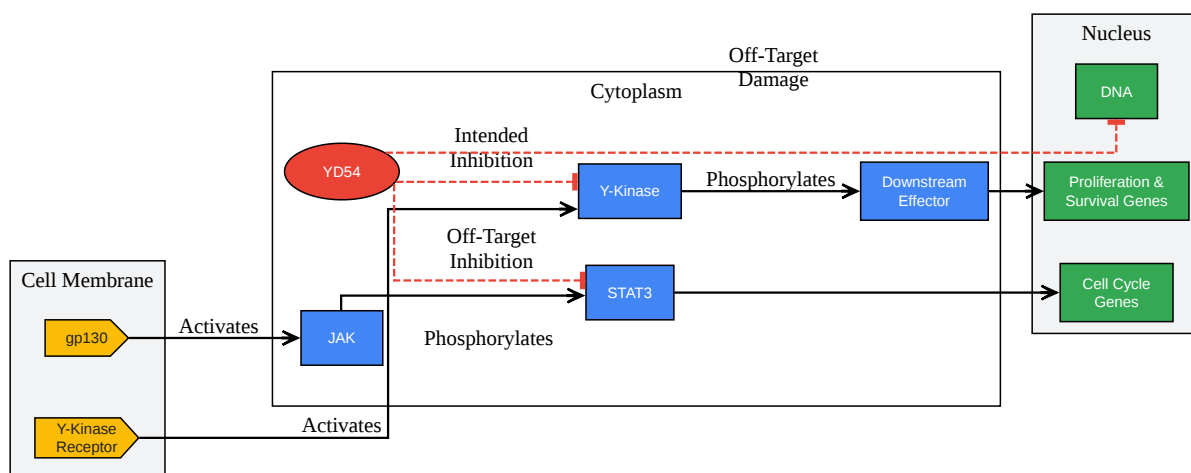 Nucleus
Off-Target
Damage
Cytoplasm
DNA
Intended
Inhibition
YD54
Y-Kinase
Phosphorylates
Downstream
Effector
Proliferation &
Survival Genes
Off-Target
Inhibition
Cell Membrane
STAT3
Cell Cycle
Genes
gp130
Activates
JAK
Phosphorylates
Y-Kinase
Receptor
Activates